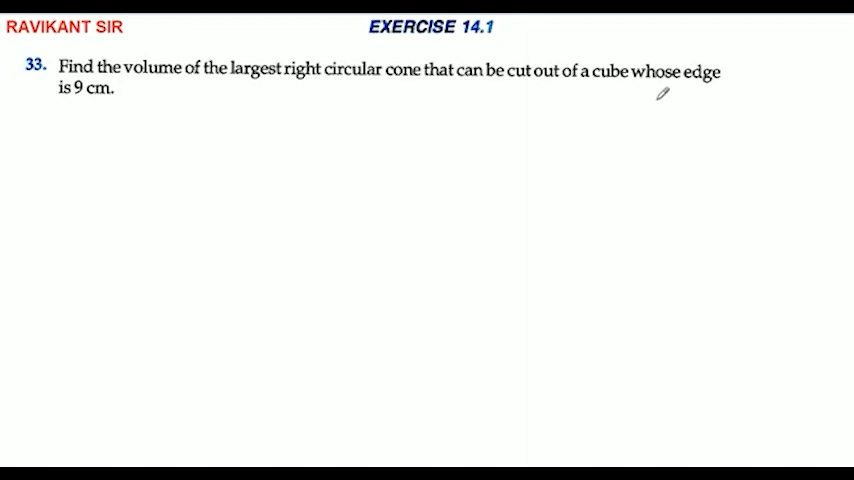 RAVIKANT SIR
EXERCISE 14.1
33. Find the volume of the largest right circular cone that can be cut out of a cube whose edge
is 9 cm.